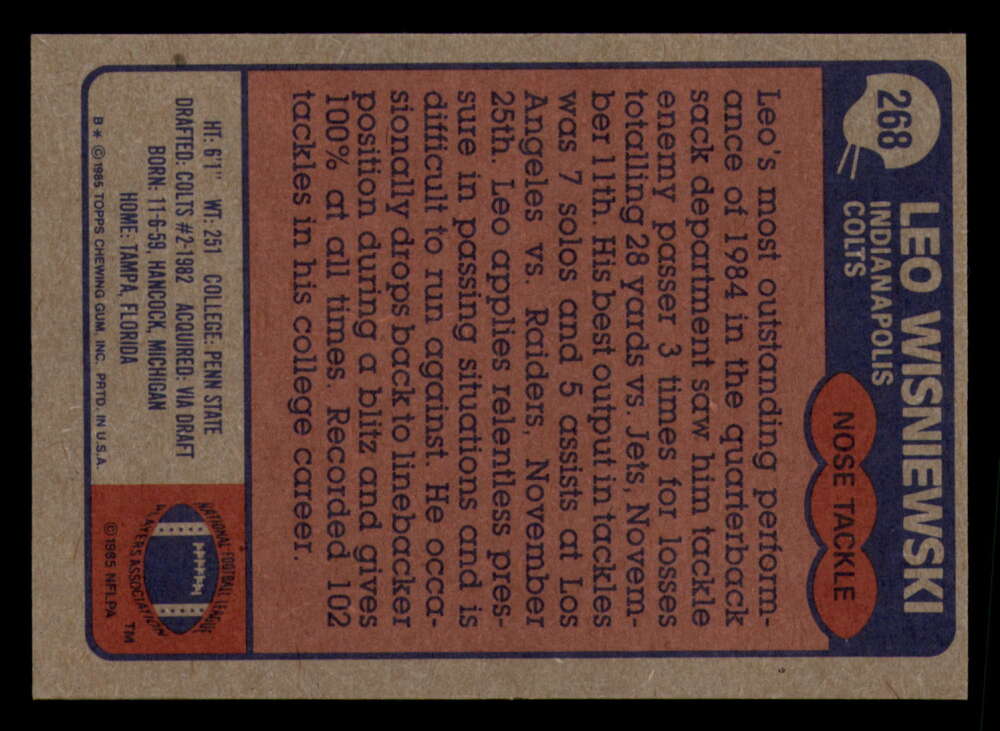 268
LEO WISNIEWSKI
INDIANAPOLIS
COLTS
NOSE TACKLE
Leo's most outstanding perform-
ance of 1984 in the quarterback
sack department saw him tackle
enemy passer 3 times for losses
totalling 28 yards vs. Jets, Novem-
ber 11th. His best output in tackles
was 7 solos and 5 assists at Los
Angeles vs. Raiders, November
25th. Leo applies relentless pres-
sure in passing situations and is
difficult to run against. He occa-
sionally drops back to linebacker
position during a blitz and gives
100% at all times. Recorded 102
tackles in his college career.
HT: 6'1" WT: 251 COLLEGE: PENN STATE
DRAFTED: COLTS #2-1982 ACQUIRED: VIA DRAFT
BORN: 11-6-59, HANCOCK, MICHIGAN
HOME: TAMPA, FLORIDA
B* © 1985 TOPPS CHEWING GUM, INC. PRTD. IN U.S.A.
NATIONAL FOOTBALL LEAGUE
PLAYERS ASSOCIATION
TM
© 1985 NFLPA